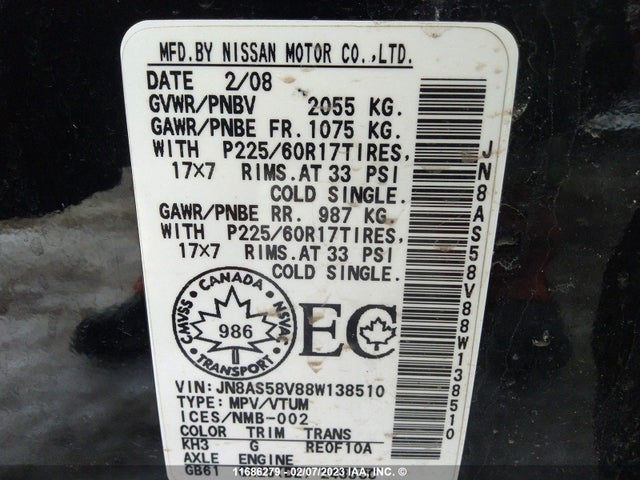 MFD.BY NISSAN MOTOR CO.,LTD.
DATE 2/08
GVWR/PNBV 2055 KG.
GAWR/PNBE FR.1075 KG.
WITH P225/60R17TIRES,
17x7 RIMS.AT 33 PSI
COLD SINGLE.
GAWR/PNBE RR. 987 KG.
WITH P225/60R17TIRES,
17x7 RIMS.AT 33 PSI
COLD SINGLE.
CANADA
CMVSS NSVAC
986
TRANSPORT
EC
VIN: JN8AS58V88W138510
TYPE: MPV/VTUM
ICES/NMB-002
COLOR TRIM TRANS
KH3 G RE0F10A
AXLE ENGINE
GB61
JN8AS58V88W138510
11686279 - 02/07/2023 IAAI.COM